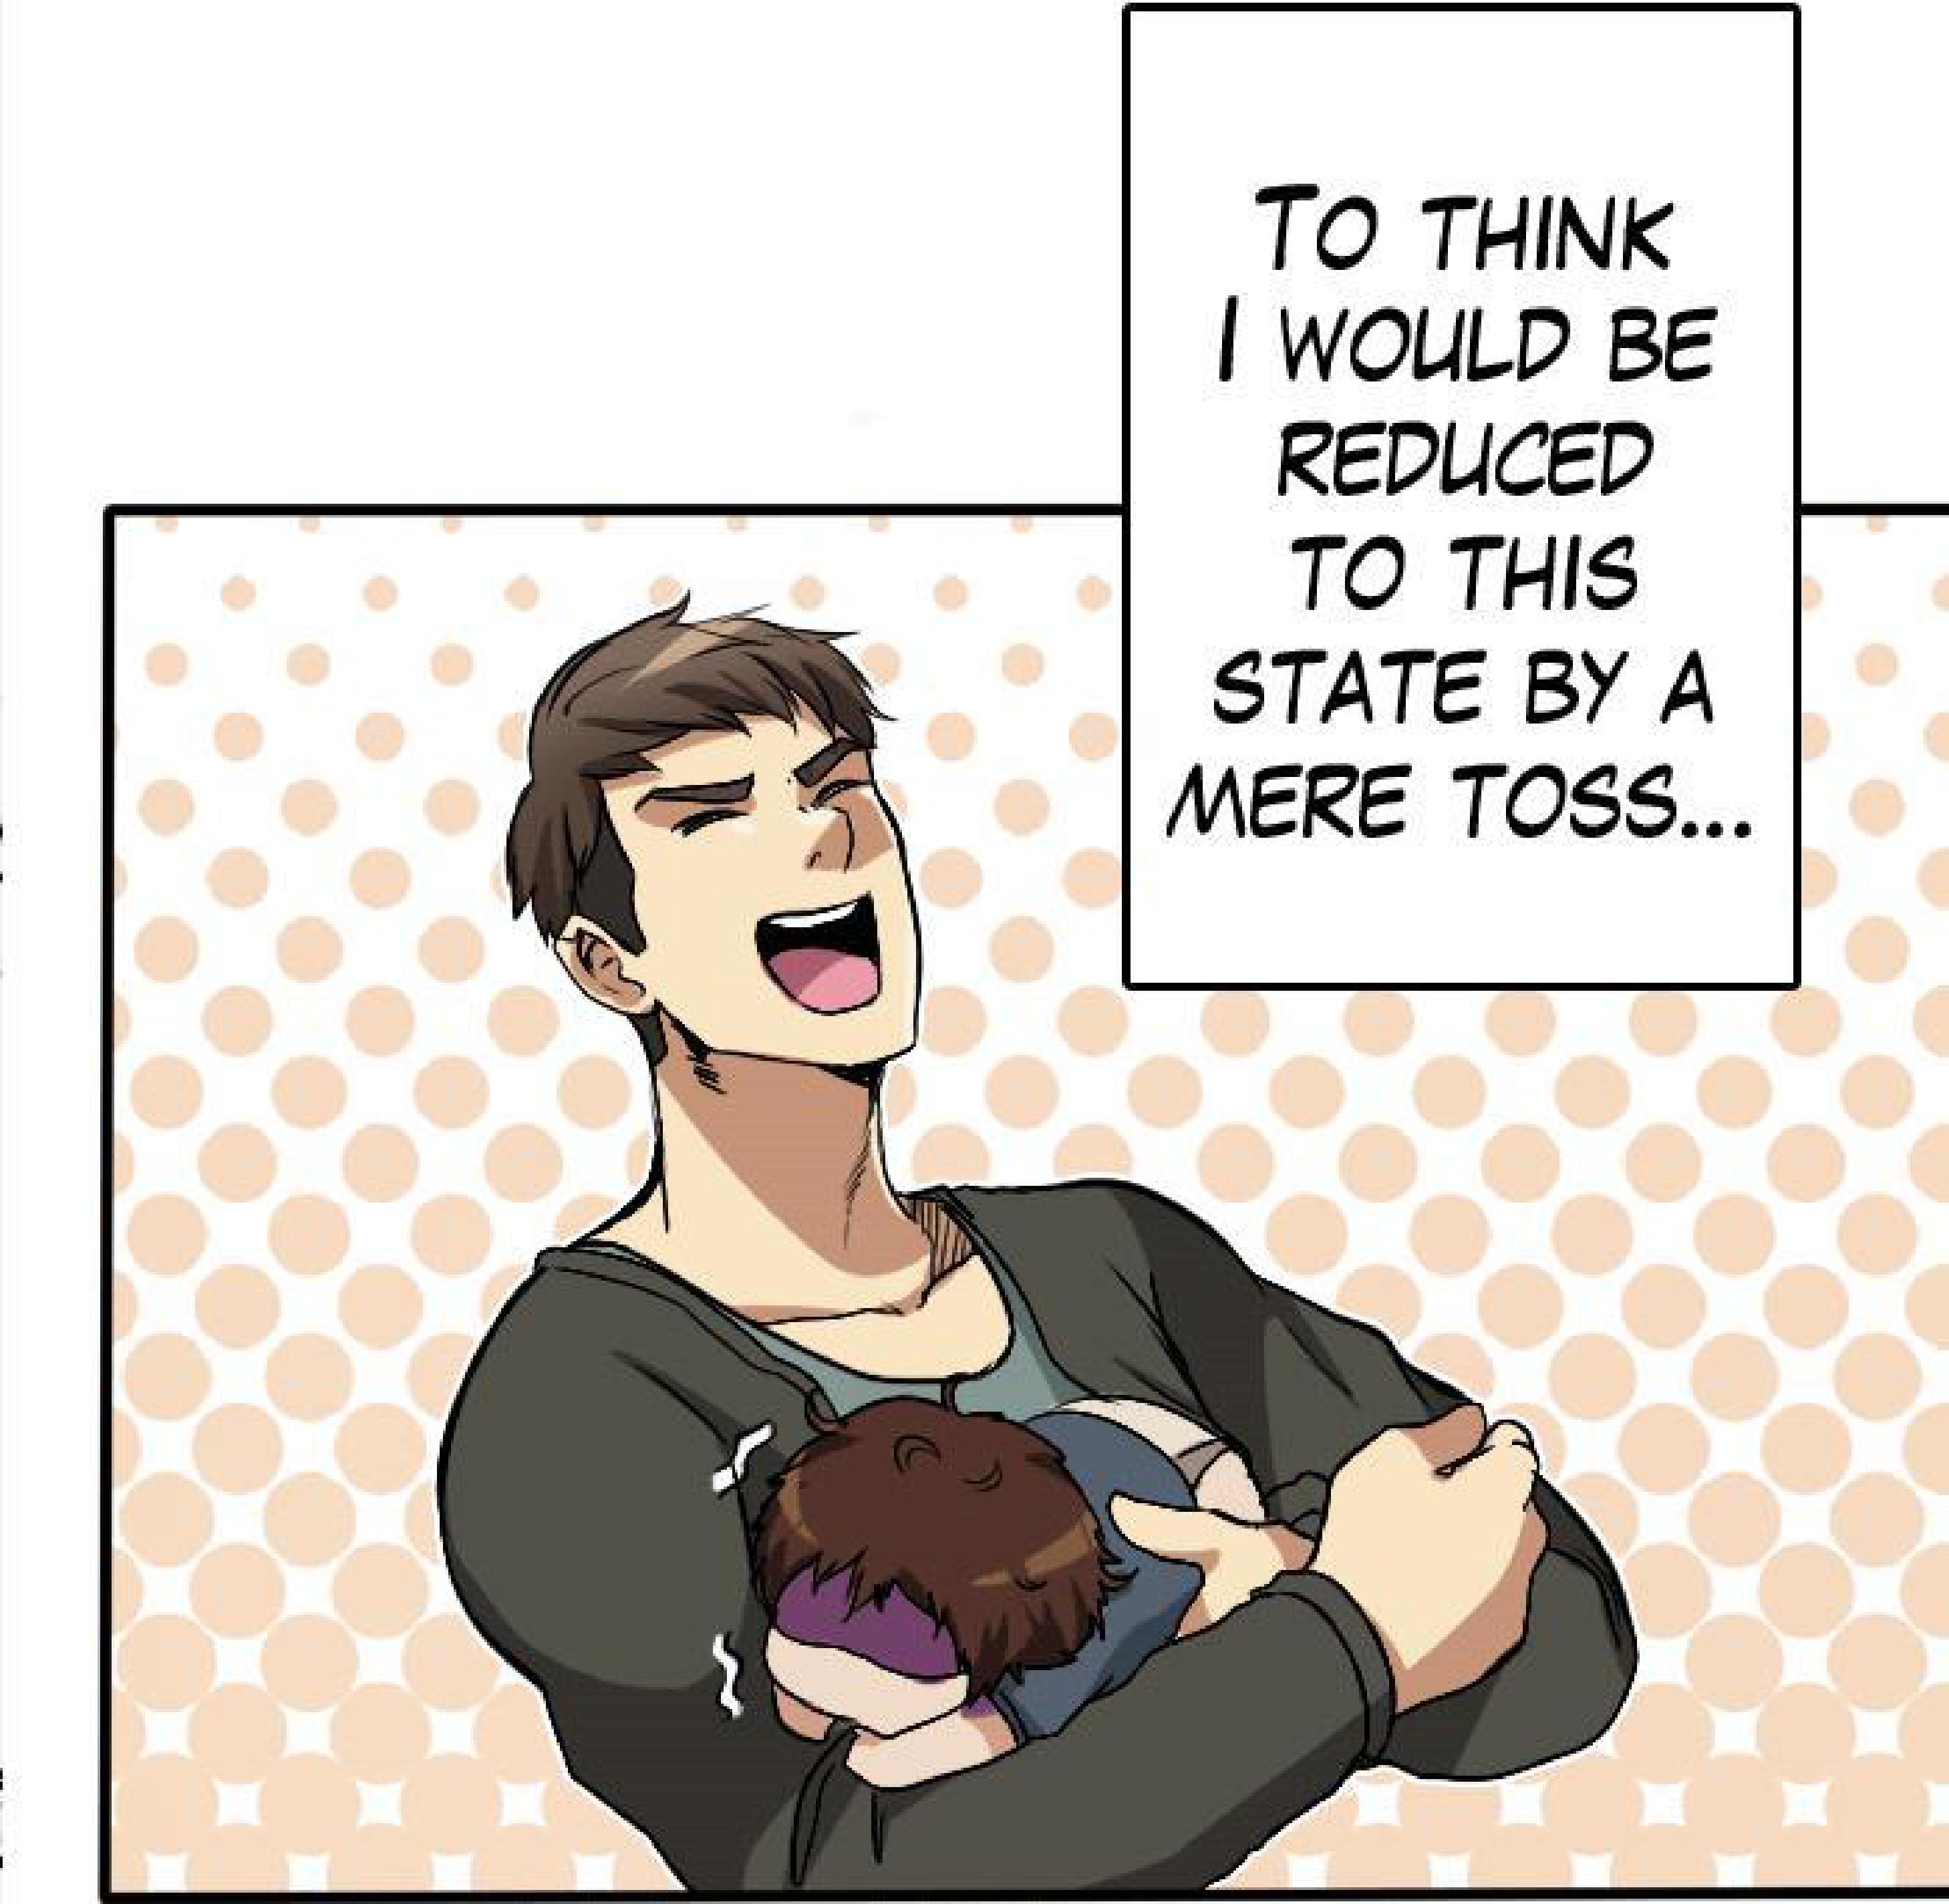 TO THINK
I WOULD BE
REDUCED
TO THIS
STATE BY A
MERE TOSS...